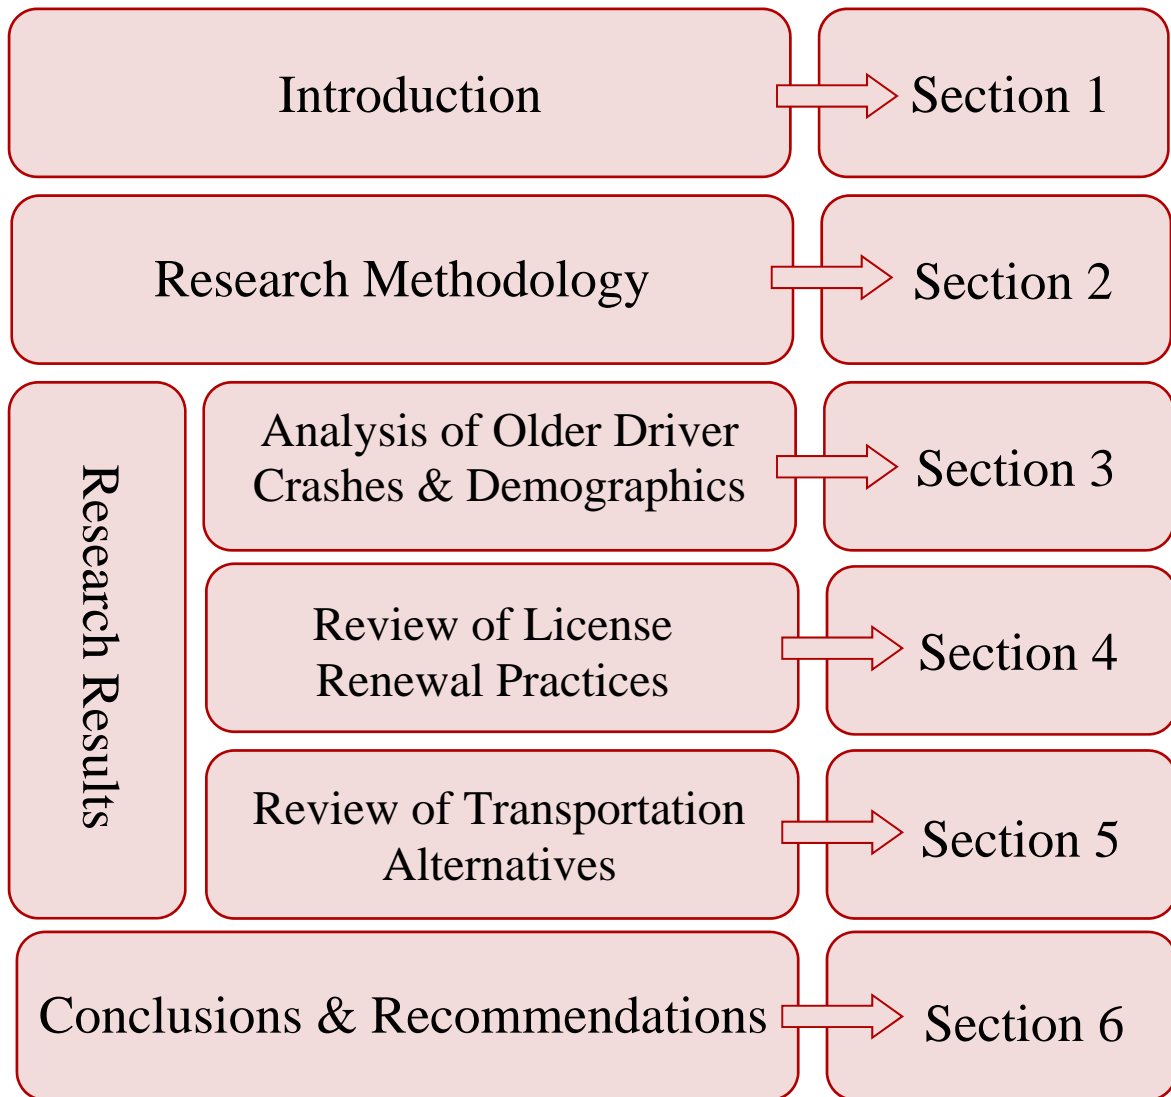 Introduction
Section 1
Research Methodology
Section 2
Research Results
Analysis of Older Driver
Crashes & Demographics
Section 3
Review of License
Renewal Practices
Section 4
Review of Transportation
Alternatives
Section 5
Conclusions & Recommendations
Section 6